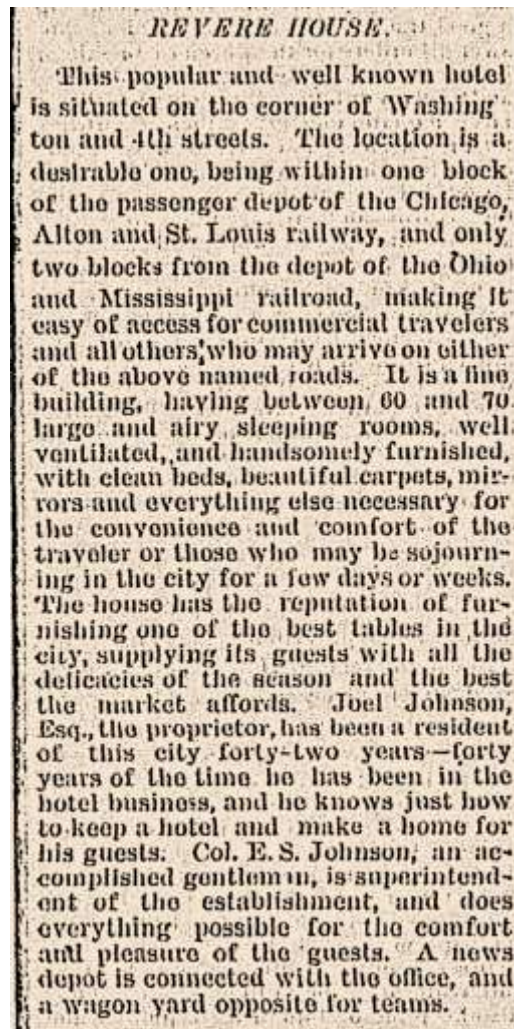 REVERE HOUSE.
This popular and well known hotel
is situated on the corner of Washing
ton and 4th streets. The location is a
desirable one, being within one block
of the passenger depot of the Chicago,
Alton and St. Louis railway, and only
two blocks from the depot of the Ohio
and Mississippi railroad, making it
easy of access for commercial travelers
and all others who may arrive on either
of the above named roads. It is a fine
building, having between 60 and 70
large and airy sleeping rooms, well
ventilated, and handsomely furnished,
with clean beds, beautiful carpets, mir-
rors and everything else necessary for
the convenience and comfort of the
traveler or those who may be sojourn-
ing in the city for a few days or weeks.
The house has the reputation of fur-
nishing one of the best tables in the
city, supplying its guests with all the
delicacies of the season and the best
the market affords. Joel Johnson,
Esq., the proprietor, has been a resident
of this city forty-two years—forty
years of the time he has been in the
hotel business, and he knows just how
to keep a hotel and make a home for
his guests. Col. E. S. Johnson, an ac-
complished gentlem n, is superintend-
ent of the establishment, and does
everything possible for the comfort
and pleasure of the guests. A news
depot is connected with the office, and
a wagon yard opposite for teams.